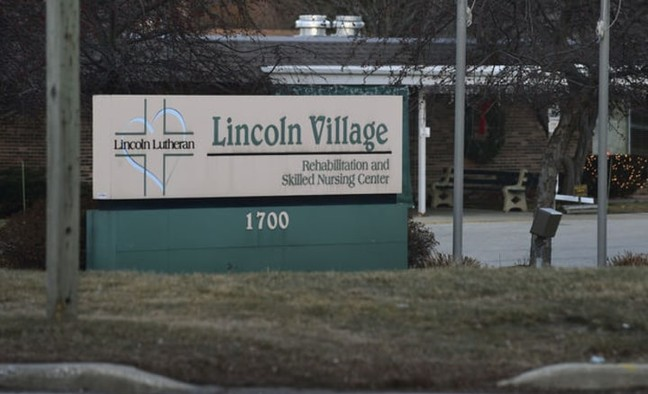 Lincoln Lutheran
Lincoln Village
Rehabilitation and
Skilled Nursing Center
1700